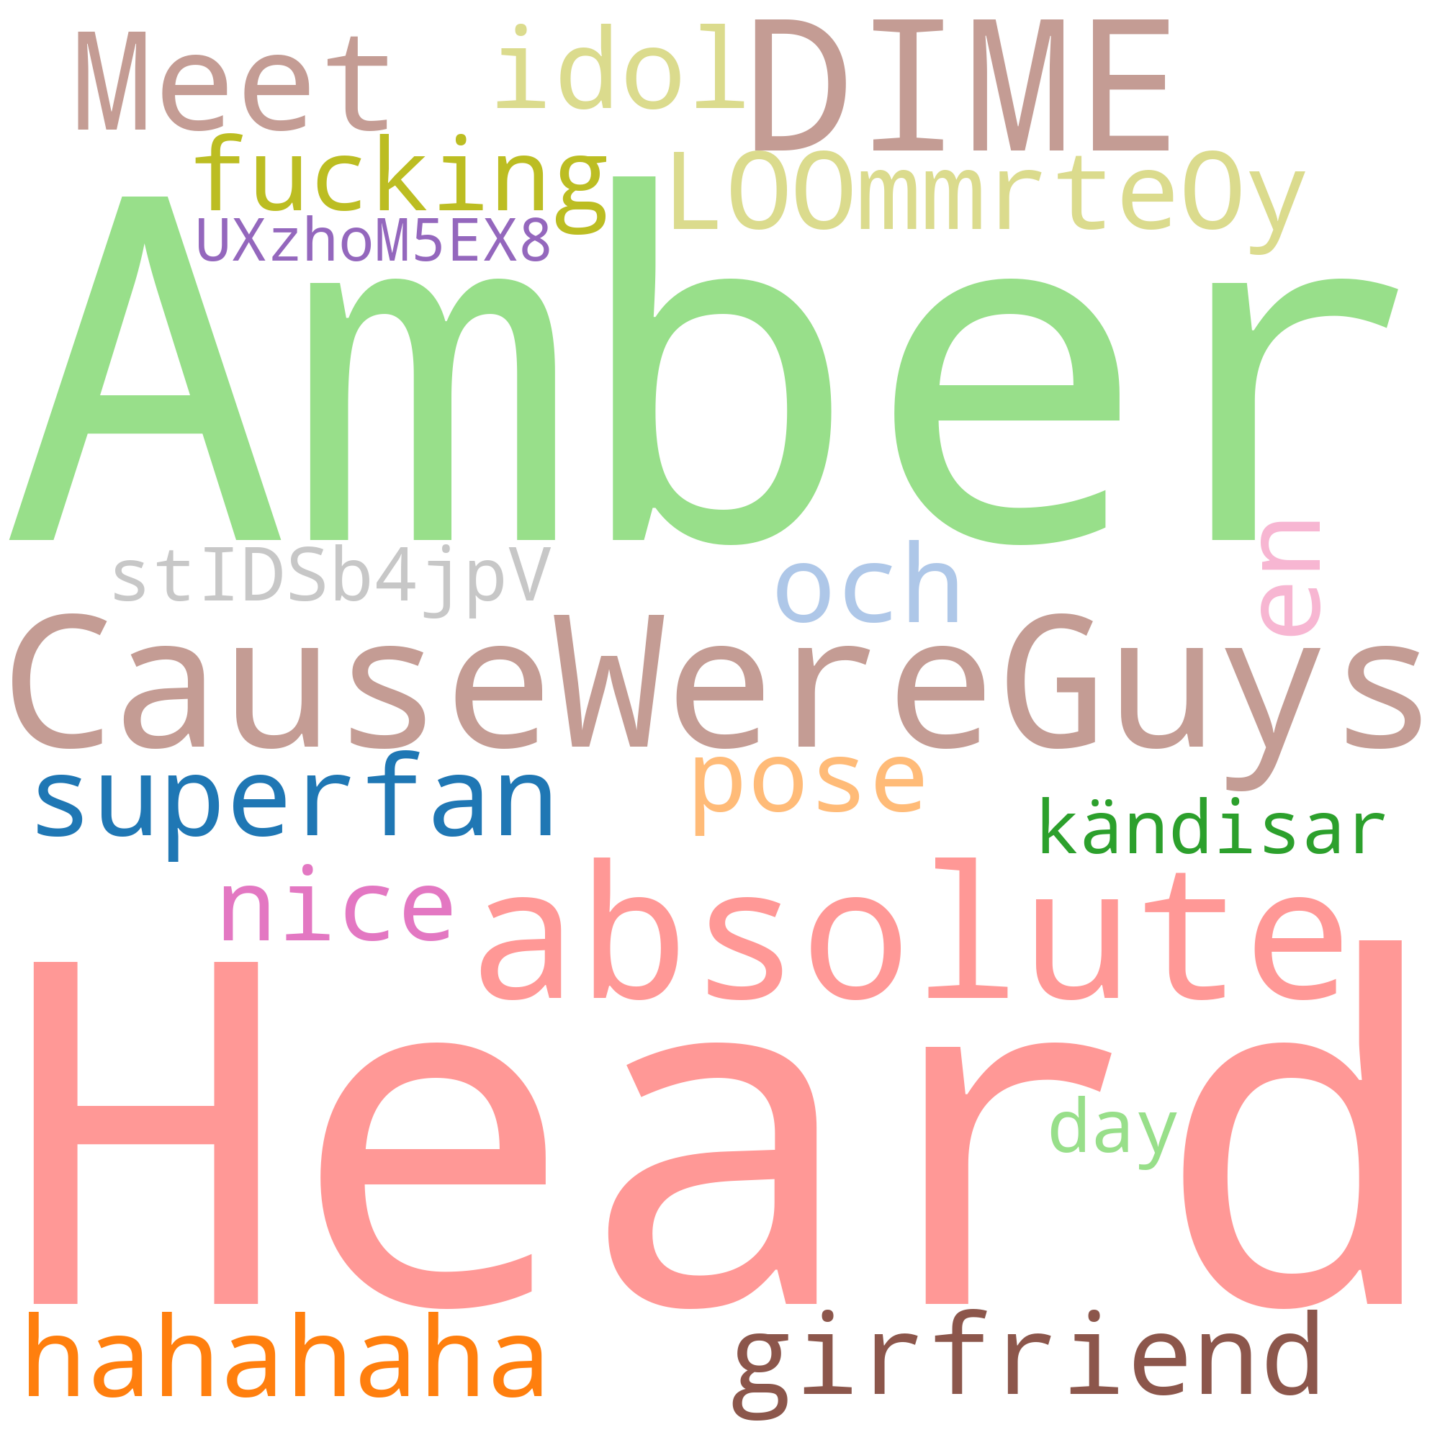 Meet idol DIME
fucking LOOmmrteOy
UXzhoM5EX8
Amber
stIDSb4jpV och en
CauseWereGuys
superfan pose kändisar
nice absolute
Heard
day
hahahaha girfriend